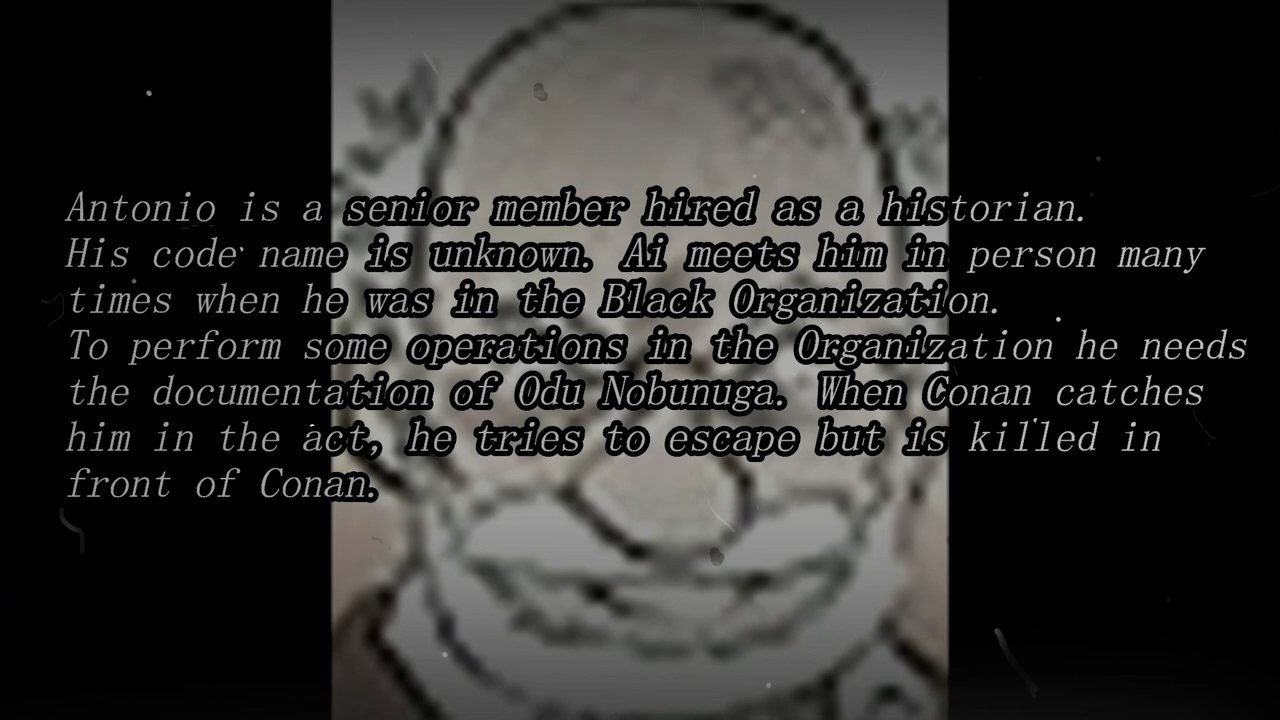 Antonio is a senior member hired as a historian.
His code name is unknown. Ai meets him in person many
times when he was in the Black Organization.
To perform some operations in the Organization he needs
the documentation of Odu Nobunuga. When Conan catches
him in the act, he tries to escape but is killed in
front of Conan.